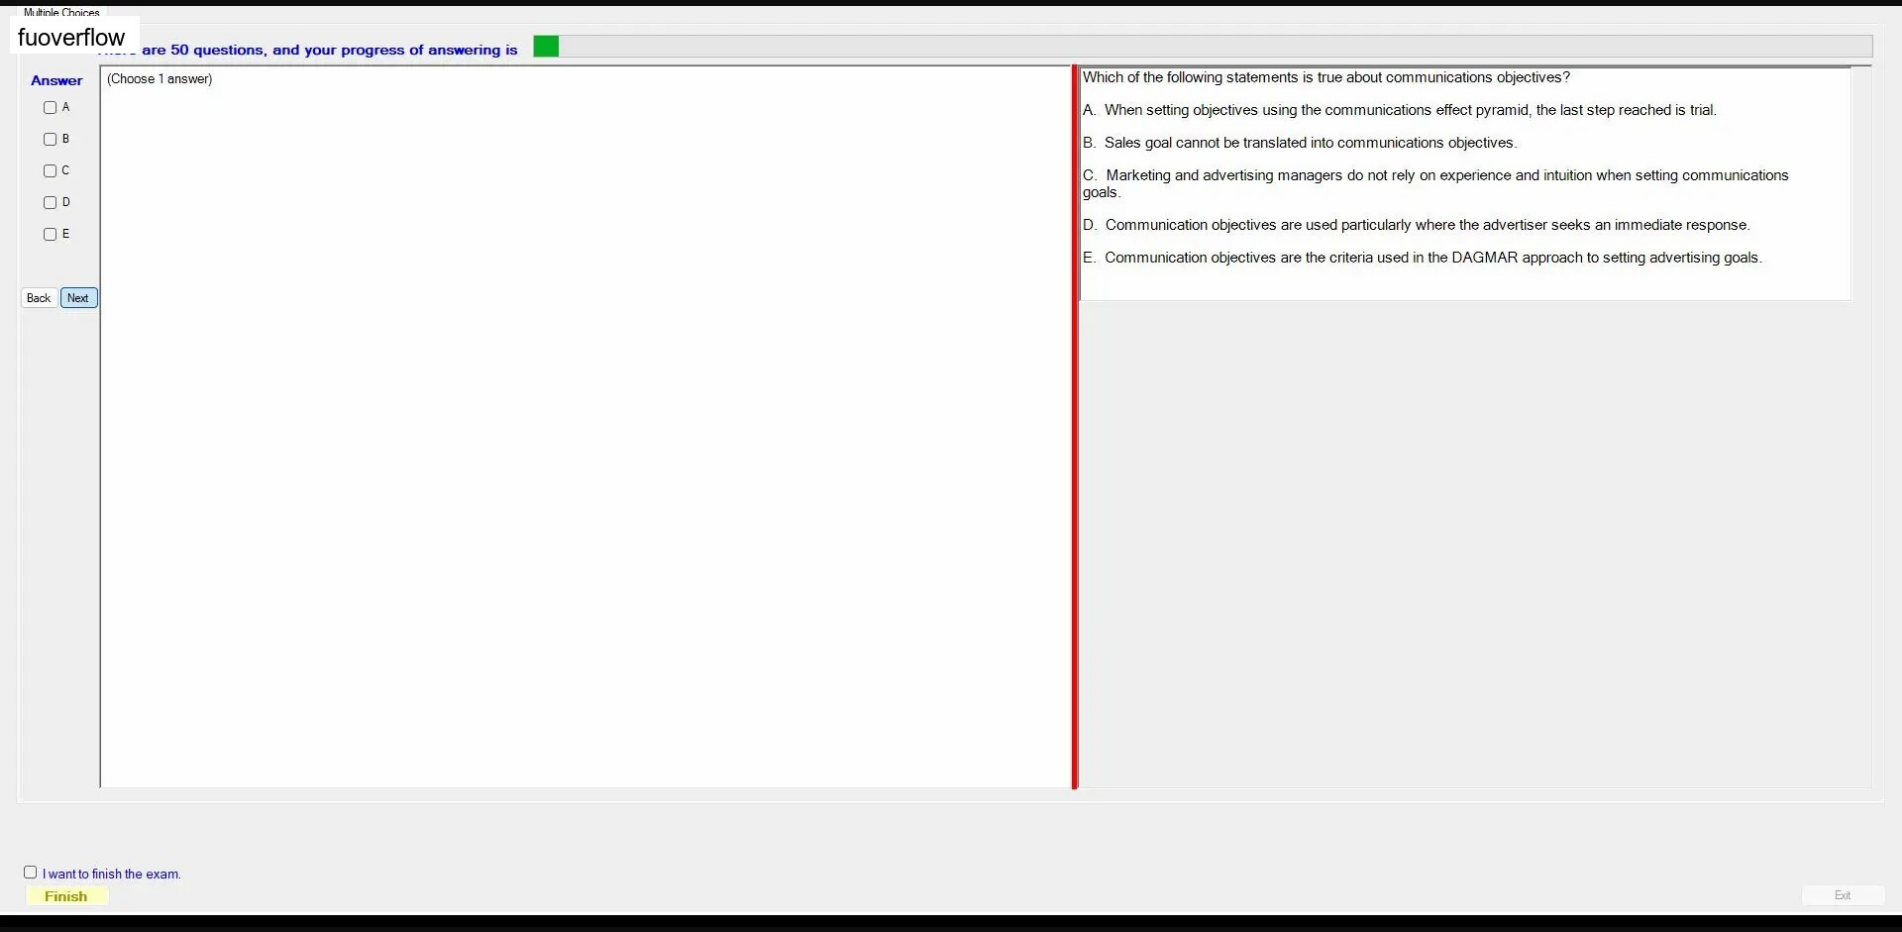 Multiple Choices
fuoverflow
are 50 questions, and your progress of answering is
Answer
(Choose 1 answer)
A
B
C
D
E
Back Next
Which of the following statements is true about communications objectives?
A. When setting objectives using the communications effect pyramid, the last step reached is trial.
B. Sales goal cannot be translated into communications objectives.
C. Marketing and advertising managers do not rely on experience and intuition when setting communications
goals.
D. Communication objectives are used particularly where the advertiser seeks an immediate response.
E. Communication objectives are the criteria used in the DAGMAR approach to setting advertising goals.
I want to finish the exam.
Finish
Exit